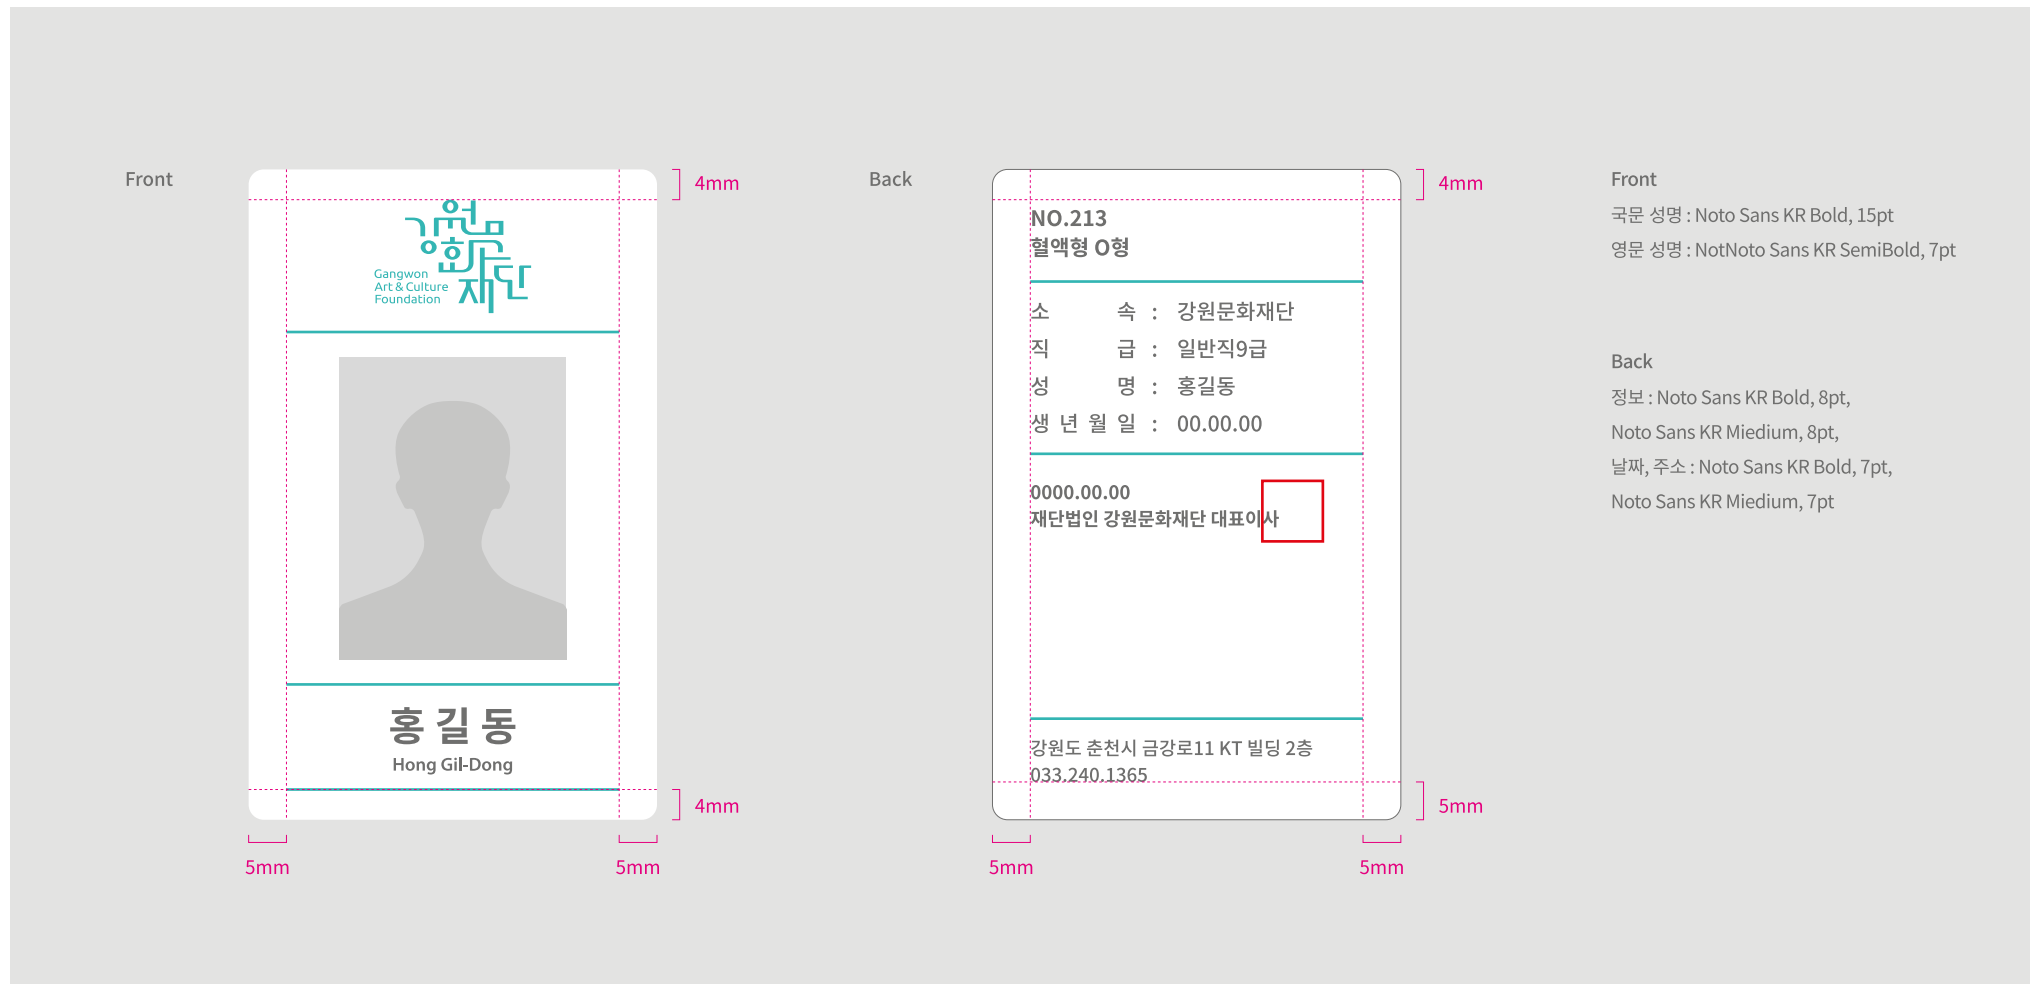 Front
4mm
강원문화재단
Gangwon
Art & Culture
Foundation
홍길동
Hong Gil-Dong
4mm
5mm
5mm
Back
4mm
NO.213
혈액형 O형
소 속 : 강원문화재단
직 급 : 일반직9급
성 명 : 홍길동
생년월일 : 00.00.00
0000.00.00
재단법인 강원문화재단 대표이사
강원도 춘천시 금강로11 KT 빌딩 2층
033.240.1365
5mm
5mm
5mm
Front
국문 성명 : Noto Sans KR Bold, 15pt
영문 성명 : NotNoto Sans KR SemiBold, 7pt
Back
정보 : Noto Sans KR Bold, 8pt,
Noto Sans KR Miedium, 8pt,
날짜, 주소 : Noto Sans KR Bold, 7pt,
Noto Sans KR Miedium, 7pt